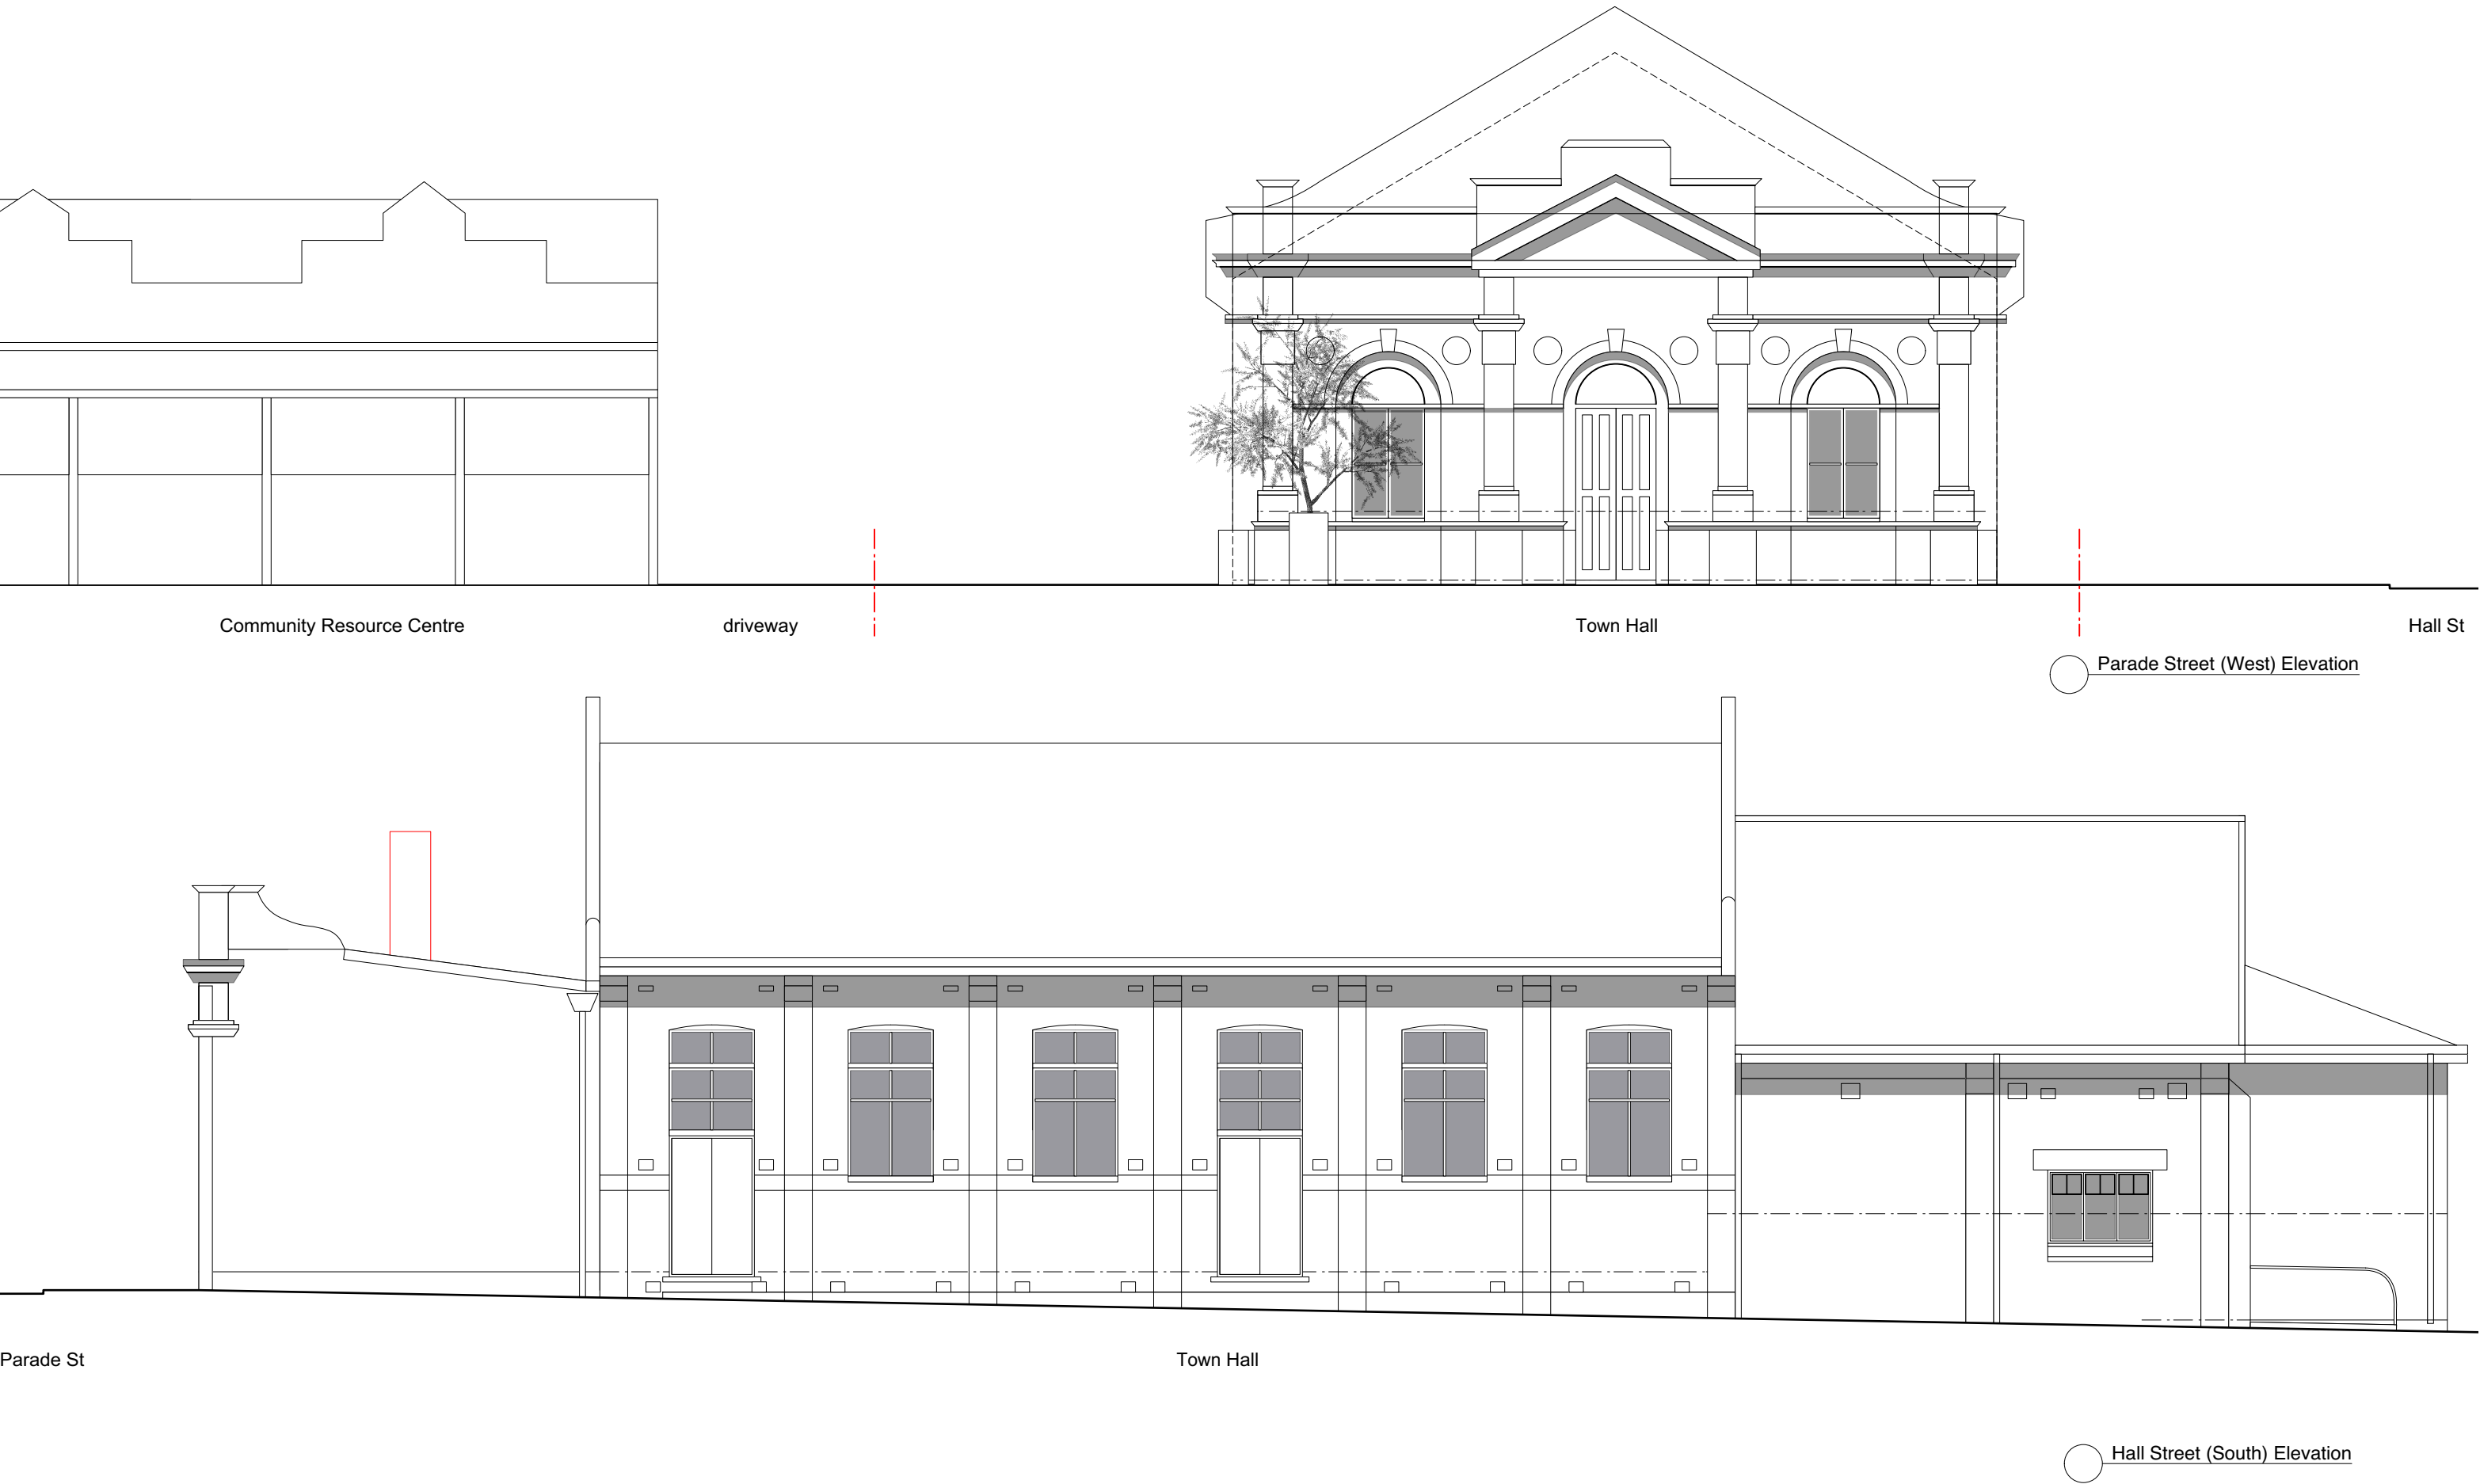 Community Resource Centre
driveway
Town Hall
Hall St
Parade Street (West) Elevation
Parade St
Town Hall
Hall Street (South) Elevation